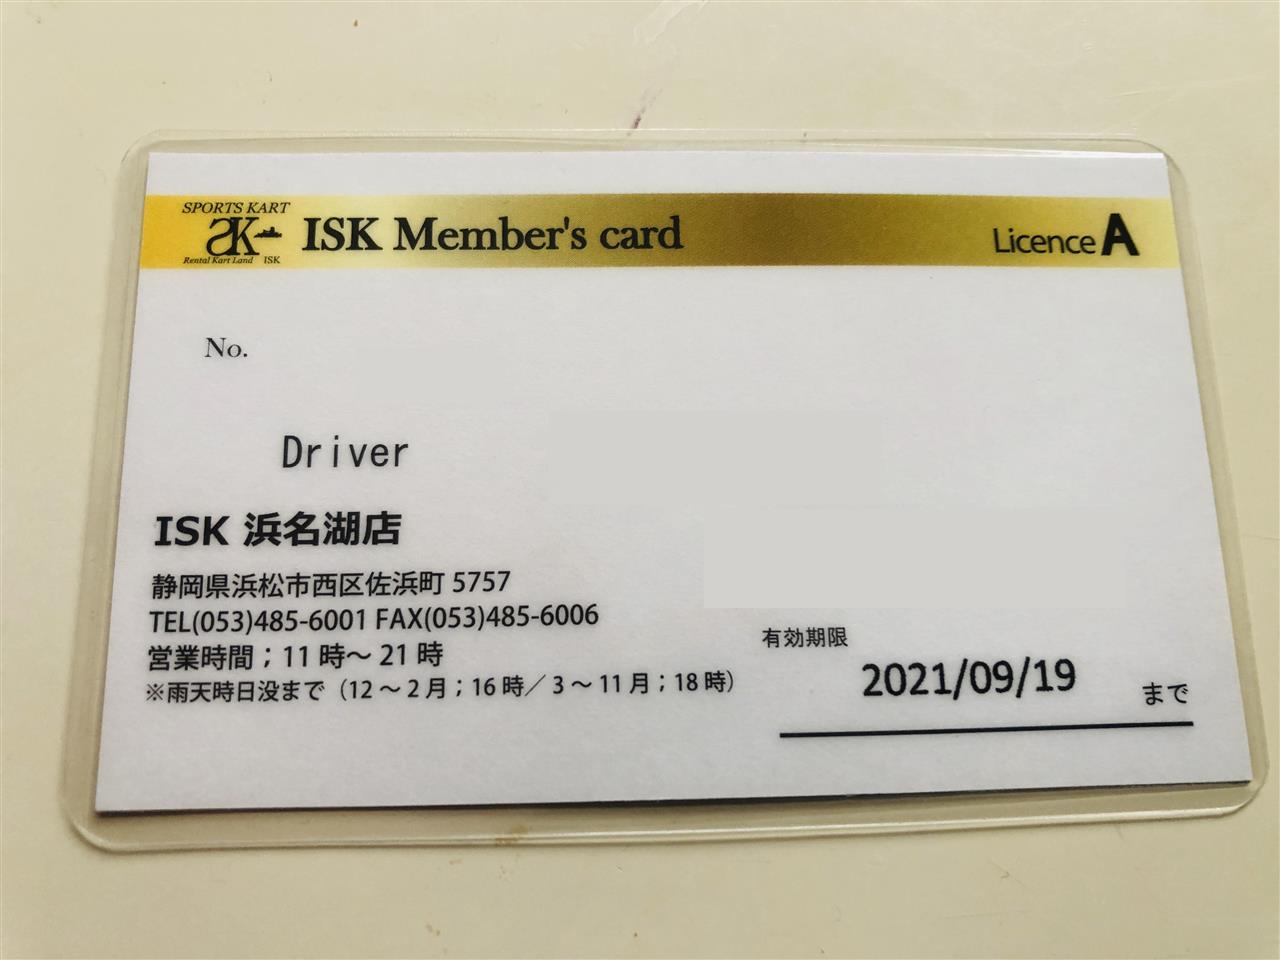 SPORTS KART
SK
Rental Kart Land ISK
ISK Member's card
Licence A
No.
Driver
ISK 浜名湖店
静岡県浜松市西区佐浜町 5757
TEL(053)485-6001 FAX(053)485-6006
営業時間；11 時～ 21 時
※雨天時日没まで（12 ～ 2 月；16 時／ 3 ～ 11 月；18 時）
有効期限
2021/09/19 まで